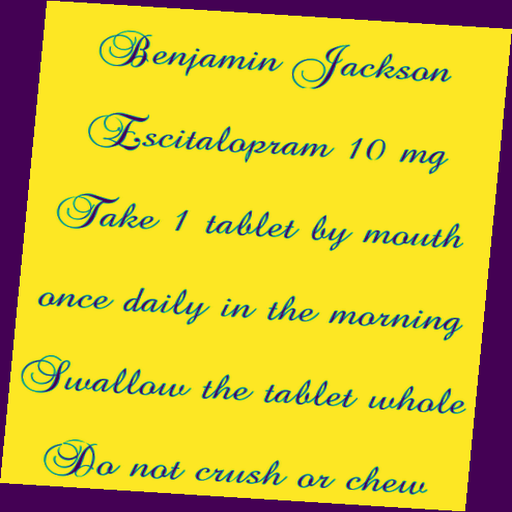 Benjamin Jackson
Escitalopram 10 mg
Take 1 tablet by mouth
once daily in the morning
Swallow the tablet whole
Do not crush or chew